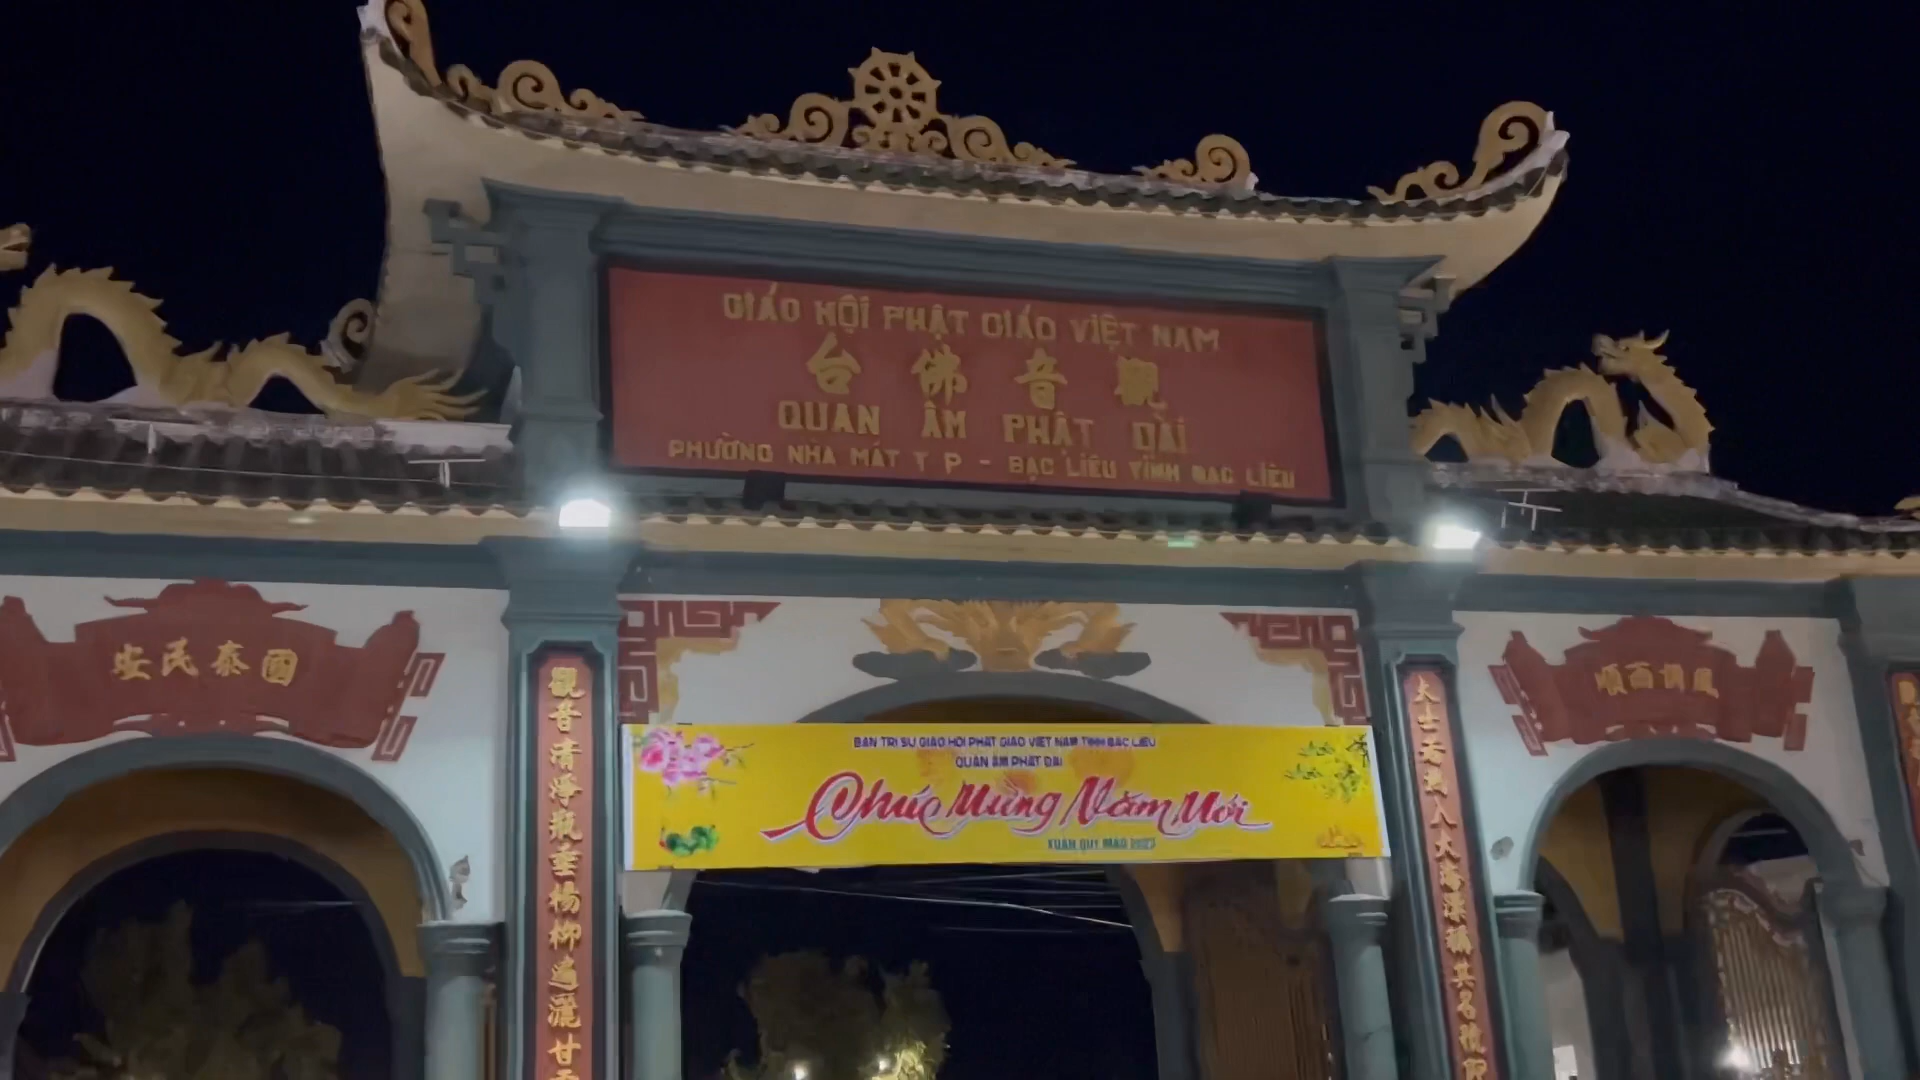 GIÁO HỘI PHẬT GIÁO VIỆT NAM
台佛音觀
QUAN ÂM PHẬT ĐÀI
PHƯỜNG NHÀ MÁT T P - BẠC LIÊU TỈNH BẠC LIÊU
安民泰國
順雨調風
觀音清淨瓶垂楊柳遍灑甘
大士
BAN TRỊ SỰ GIÁO HỘI PHẬT GIÁO VIỆT NAM TỈNH BẠC LIÊU
QUAN ÂM PHẬT ĐÀI
Chúc Mừng Năm Mới
XUÂN QUÝ MÃO 2023